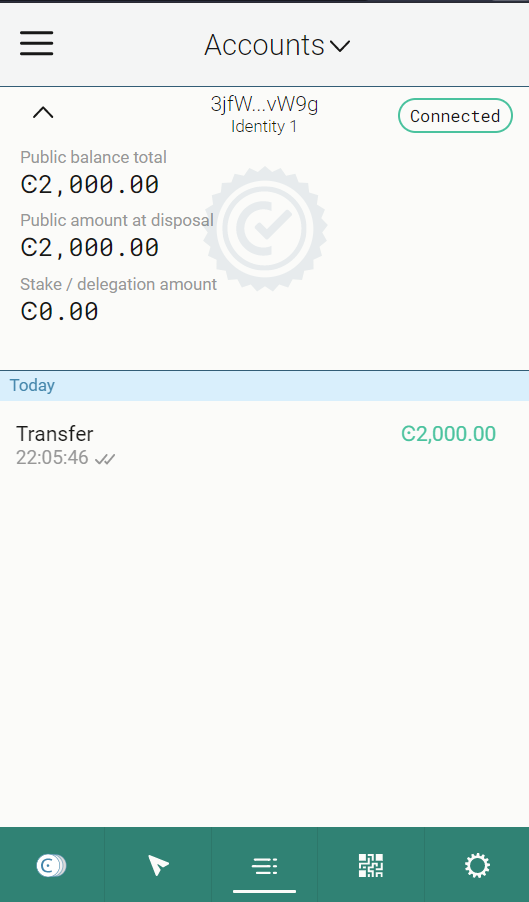 Accounts
3jfW...vW9g
Identity 1
Connected
Public balance total
Ͼ2,000.00
Public amount at disposal
Ͼ2,000.00
Stake / delegation amount
Ͼ0.00
Today
Transfer
Ͼ2,000.00
22:05:46